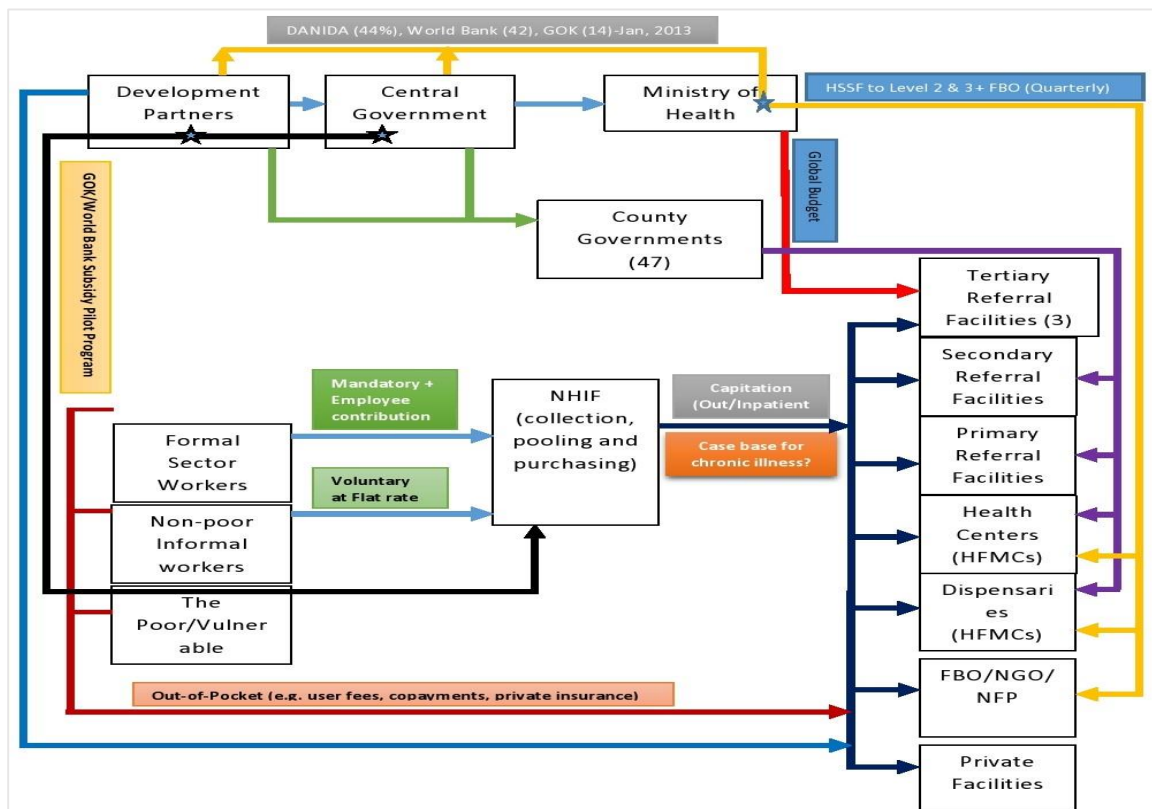 DANIDA (44%), World Bank (42), GOK (14)-Jan, 2013
Development
Partners
Central
Government
Ministry of
Health
HSSF to Level 2 & 3+ FBO (Quarterly)
GOK/World Bank Subsidy Pilot Program
Global Budget
County
Governments
(47)
Tertiary
Referral
Facilities (3)
Secondary
Referral
Facilities
Mandatory +
Employee
contribution
NHIF
(collection,
pooling and
purchasing)
Capitation
(Out/Inpatient
Case base for
chronic illness?
Primary
Referral
Facilities
Formal
Sector
Workers
Voluntary
at Flat rate
Non-poor
Informal
workers
Health
Centers
(HFMCs)
The
Poor/Vulner
able
Dispensari
es
(HFMCs)
Out-of-Pocket (e.g. user fees, copayments, private insurance)
FBO/NGO/
NFP
Private
Facilities